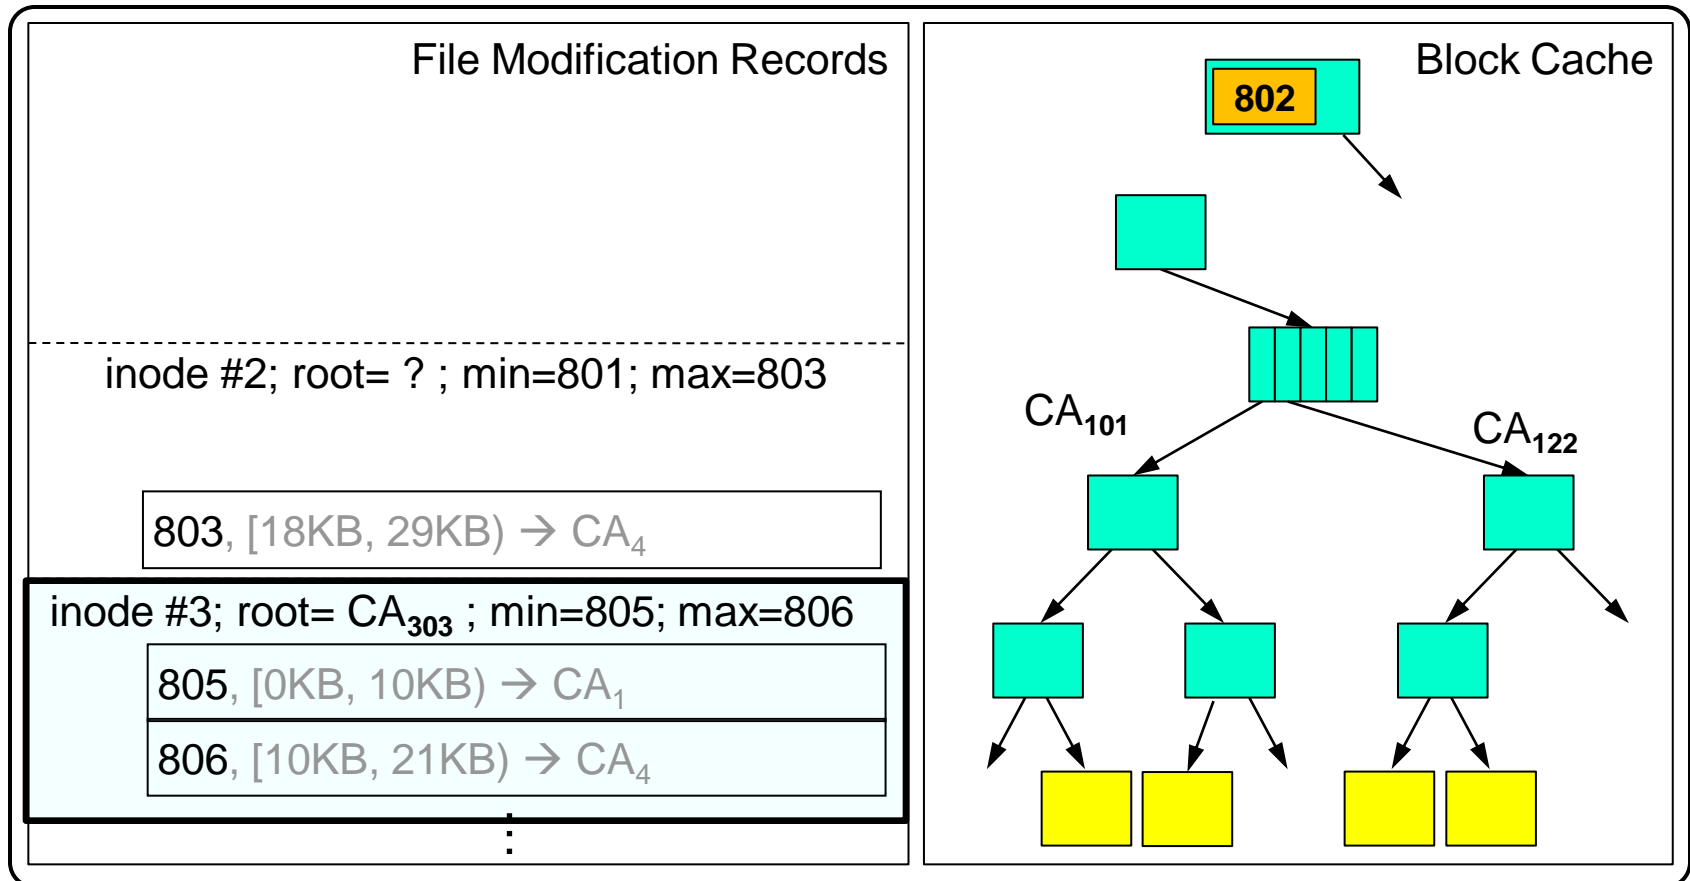 File Modification Records
inode #2; root= ? ; min=801; max=803
803, [18KB, 29KB) → CA4
inode #3; root= CA303 ; min=805; max=806
805, [0KB, 10KB) → CA1
806, [10KB, 21KB) → CA4
⋮
Block Cache
802
CA101
CA122